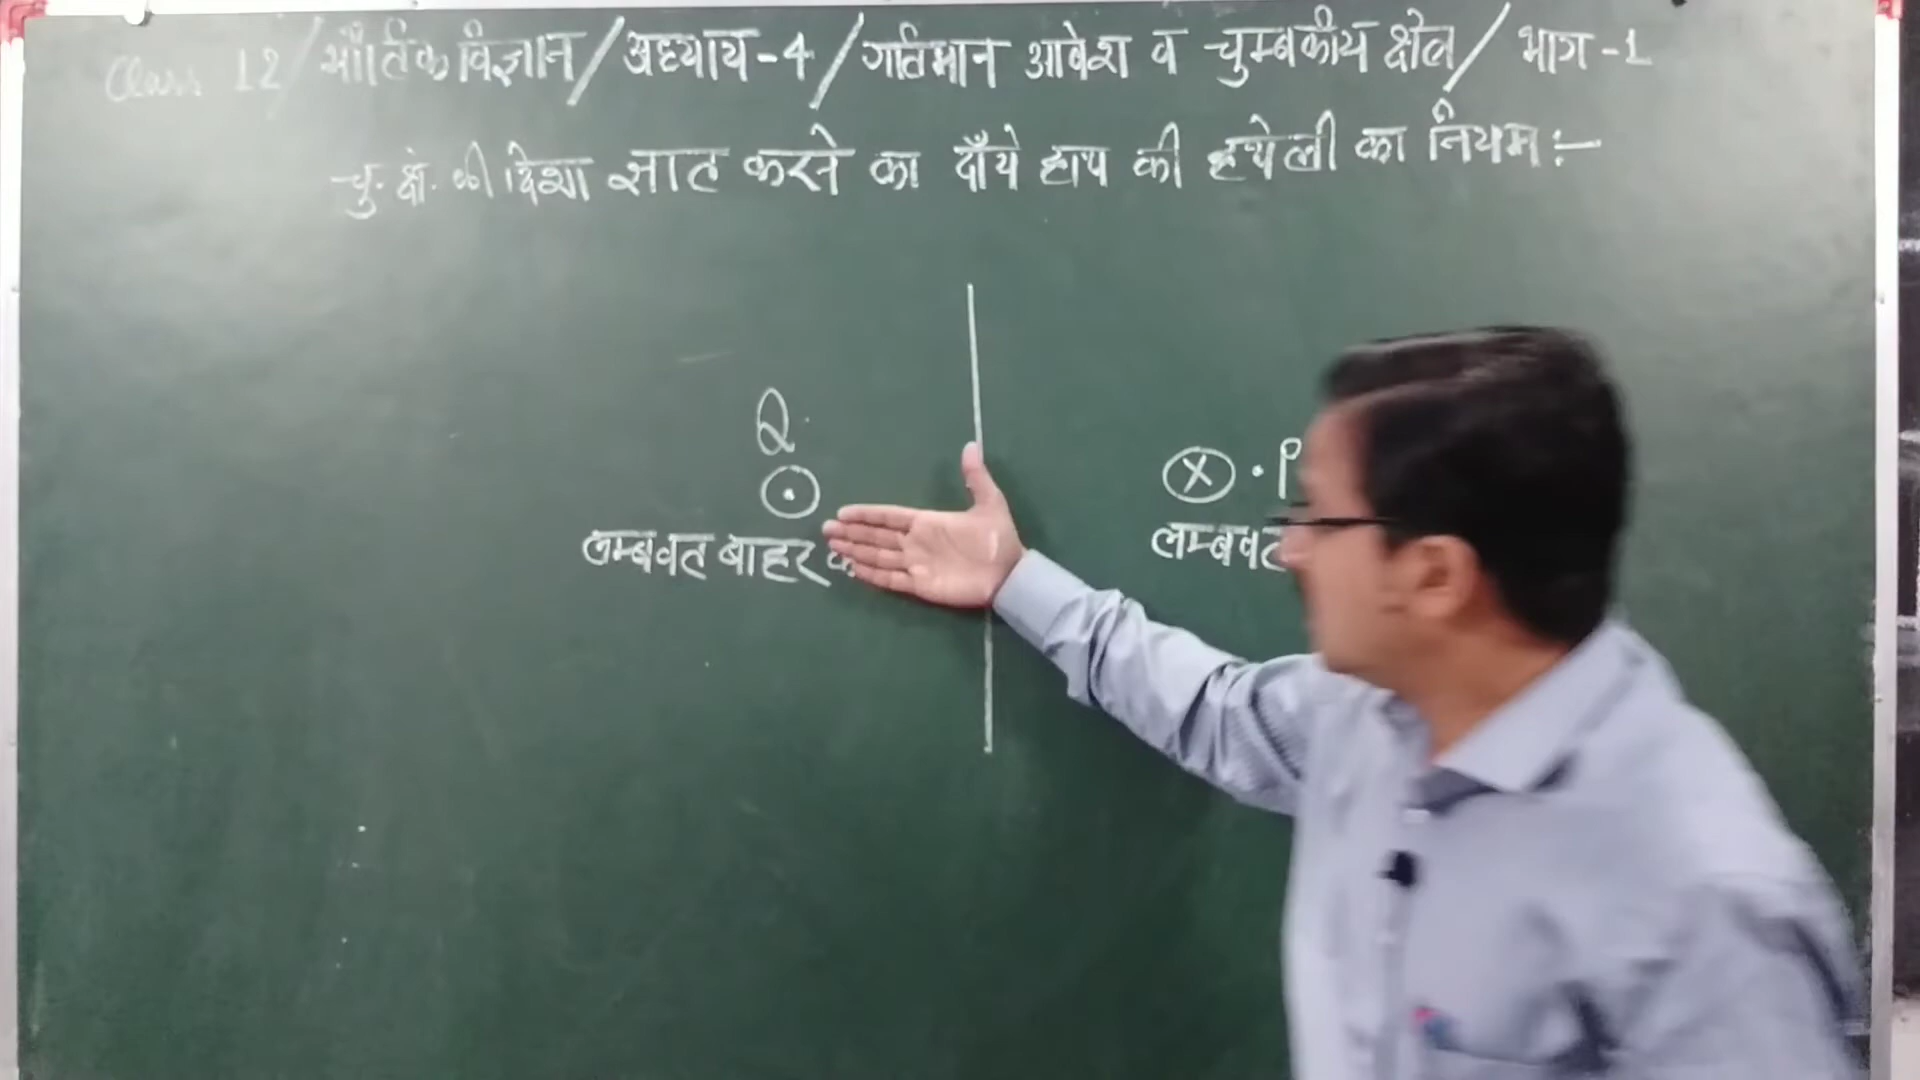 Class 12 / भौतिक विज्ञान / अध्याय-4 / गतिमान आवेश व चुम्बकीय क्षेत्र / भाग-1
चु. क्षे. की दिशा ज्ञात करने का दाँये हाथ की हथेली का नियम :-
Q
X . P
लम्बवत बाहर
लम्बवत